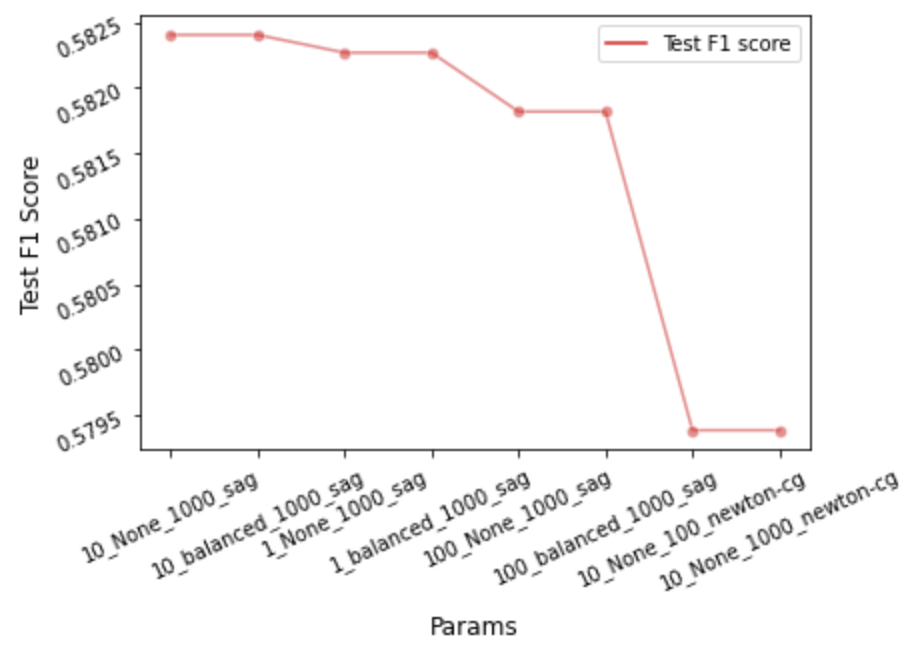 Test F1 score
0.5825
0.5820
0.5815
0.5810
0.5805
0.5800
0.5795
Test F1 Score
10_None_1000_sag
10_balanced_1000_sag
1_None_1000_sag
1_balanced_1000_sag
100_None_1000_sag
100_balanced_1000_sag
10_None_100_newton-cg
10_None_1000_newton-cg
Params